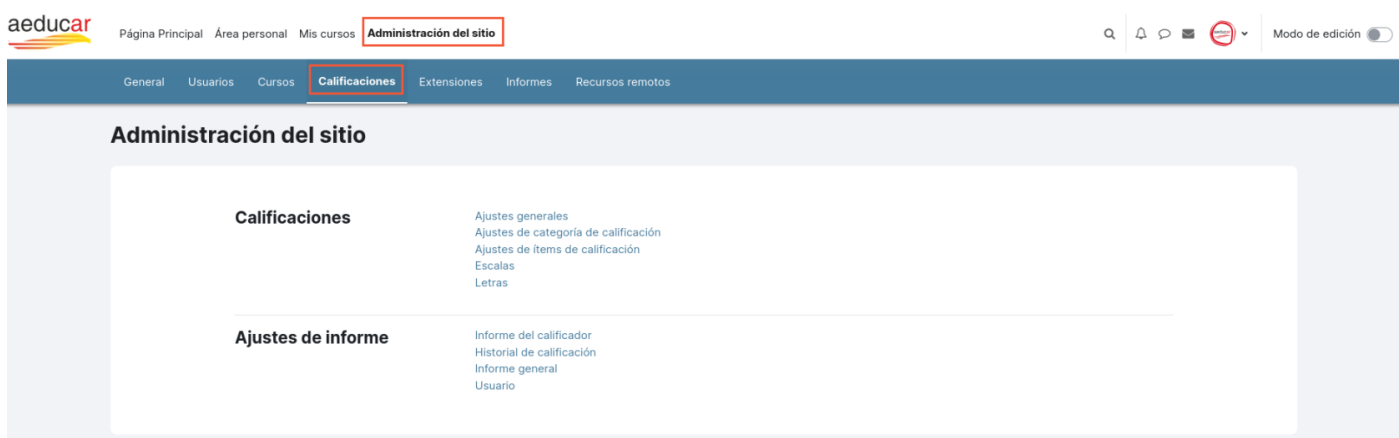 aeducar
Página Principal Área personal Mis cursos Administración del sitio
Modo de edición
General Usuarios Cursos Calificaciones Extensiones Informes Recursos remotos
Administración del sitio
Calificaciones
Ajustes generales
Ajustes de categoría de calificación
Ajustes de ítems de calificación
Escalas
Letras
Ajustes de informe
Informe del calificador
Historial de calificación
Informe general
Usuario